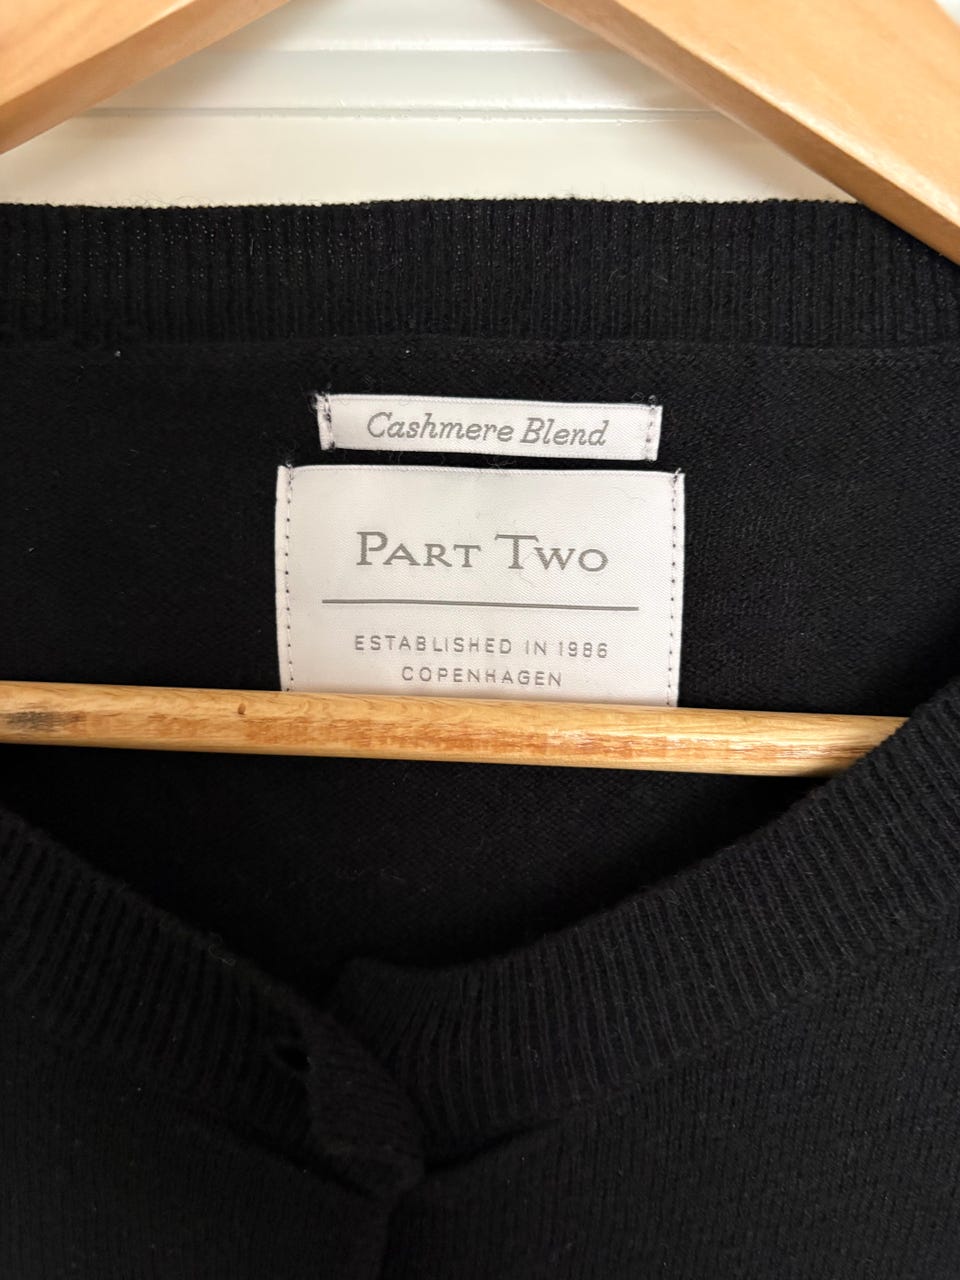 Cashmere Blend
PART TWO
ESTABLISHED IN 1986
COPENHAGEN